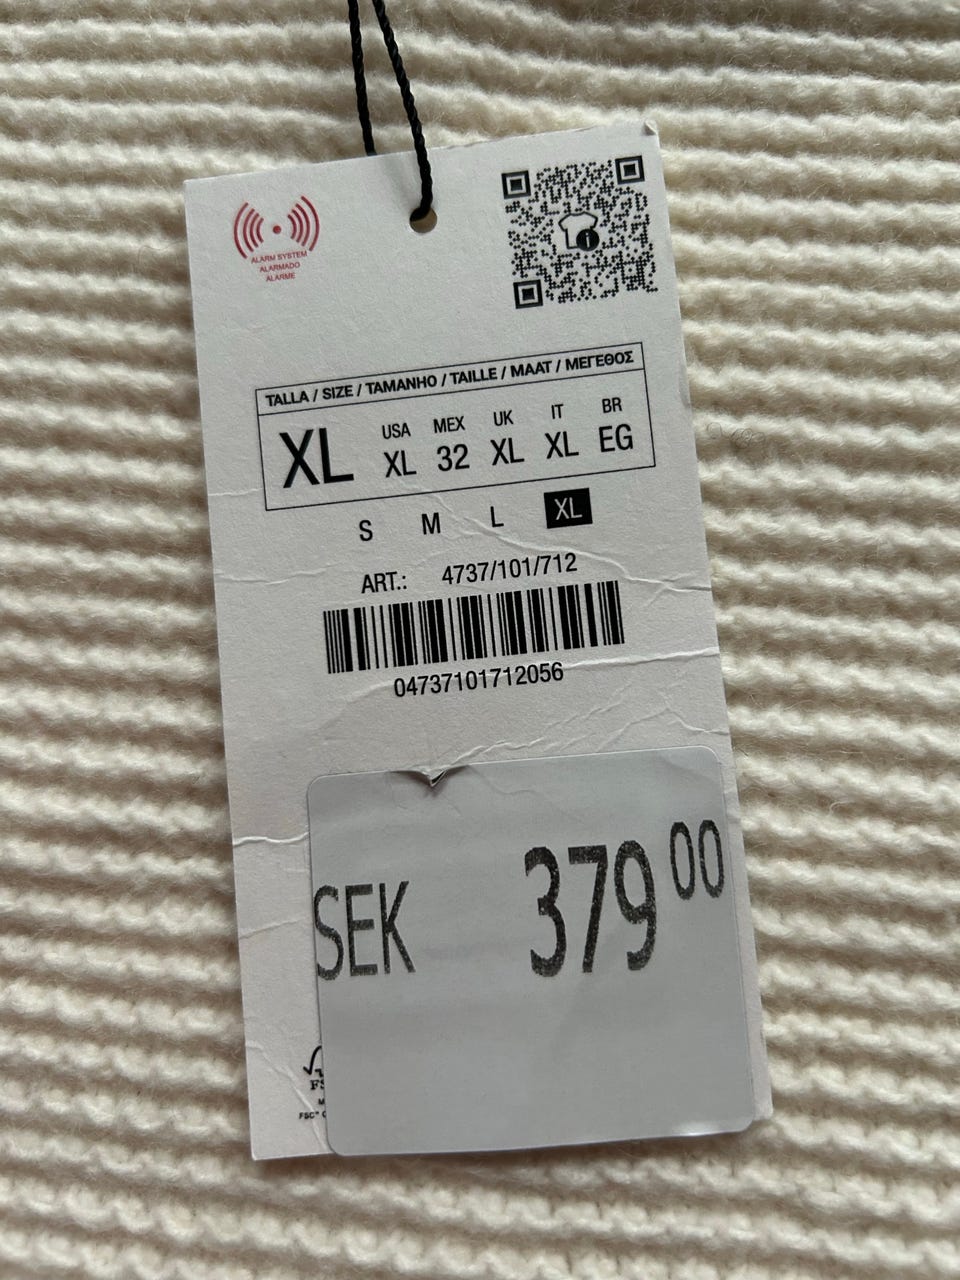 ALARM SYSTEM
ALARMADO
ALARME
TALLA / SIZE / TAMANHO / TAILLE / MAAT / ΜΕΓΕΘΟΣ
XL
USA MEX UK IT BR
XL 32 XL XL EG
S M L XL
ART.: 4737/101/712
04737101712056
SEK 379 00
FSC®